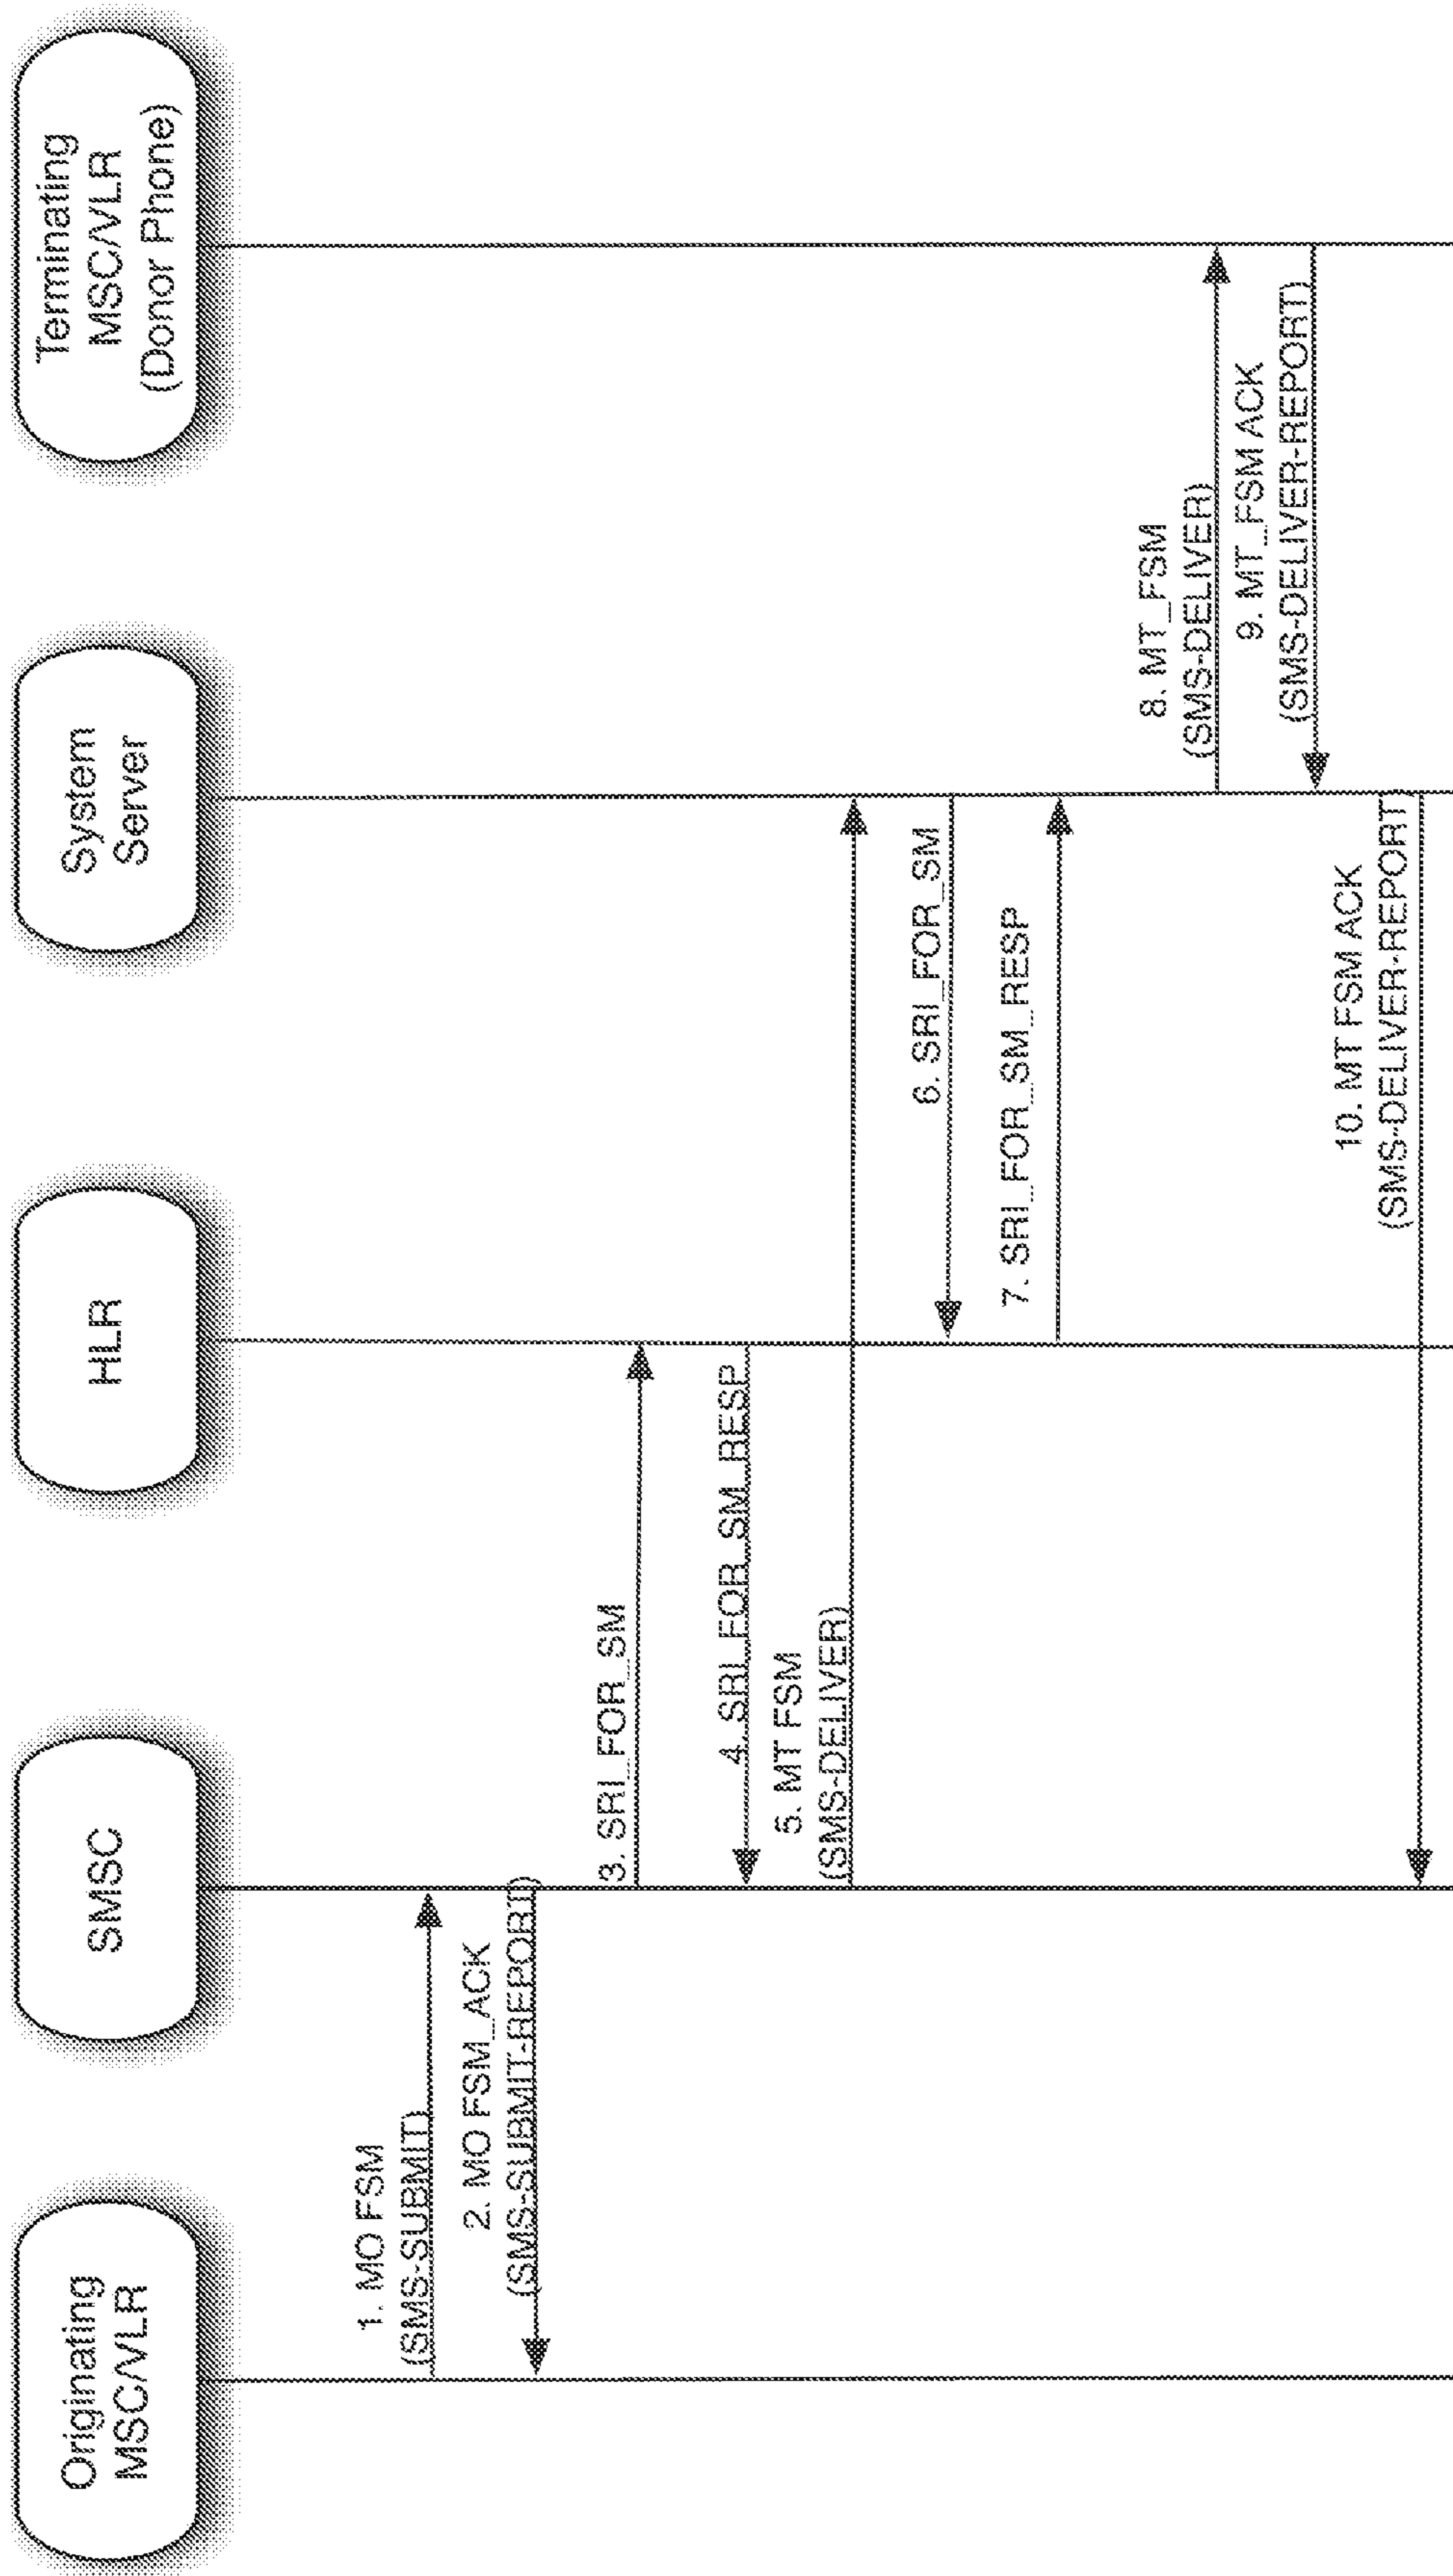 Originating
MSC/VLR
SMSC
HLR
System
Server
Terminating
MSC/VLR
(Donor Phone)
1. MO FSM
(SMS-SUBMIT)
2. MO FSM_ACK
(SMS-SUBMIT-REPORT)
3. SRI_FOR_SM
4. SRI_FOR_SM_RESP
5. MT FSM
(SMS-DELIVER)
6. SRI_FOR_SM
7. SRI_FOR_SM_RESP
8. MT_FSM
(SMS-DELIVER)
9. MT_FSM ACK
(SMS-DELIVER-REPORT)
10. MT FSM ACK
(SMS-DELIVER-REPORT)